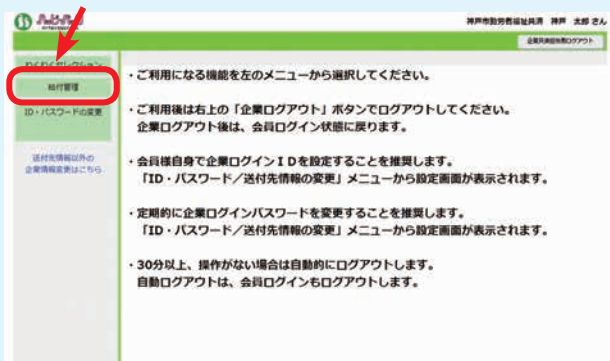 神戸市勤労者福祉共済 神戸 太郎 さん
わくわくセレクション
給付管理
ID・パスワードの変更
送付先情報以外の
企業情報変更はこちら
・ご利用になる機能を左のメニューから選択してください。
・ご利用後は右上の「企業ログアウト」ボタンでログアウトしてください。
企業ログアウト後は、会員ログイン状態に戻ります。
・会員様自身で企業ログインＩＤを設定することを推奨します。
「ID・パスワード／送付先情報の変更」メニューから設定画面が表示されます。
・定期的に企業ログインパスワードを変更することを推奨します。
「ID・パスワード／送付先情報の変更」メニューから設定画面が表示されます。
・30分以上、操作がない場合は自動的にログアウトします。
自動ログアウトは、会員ログインもログアウトします。